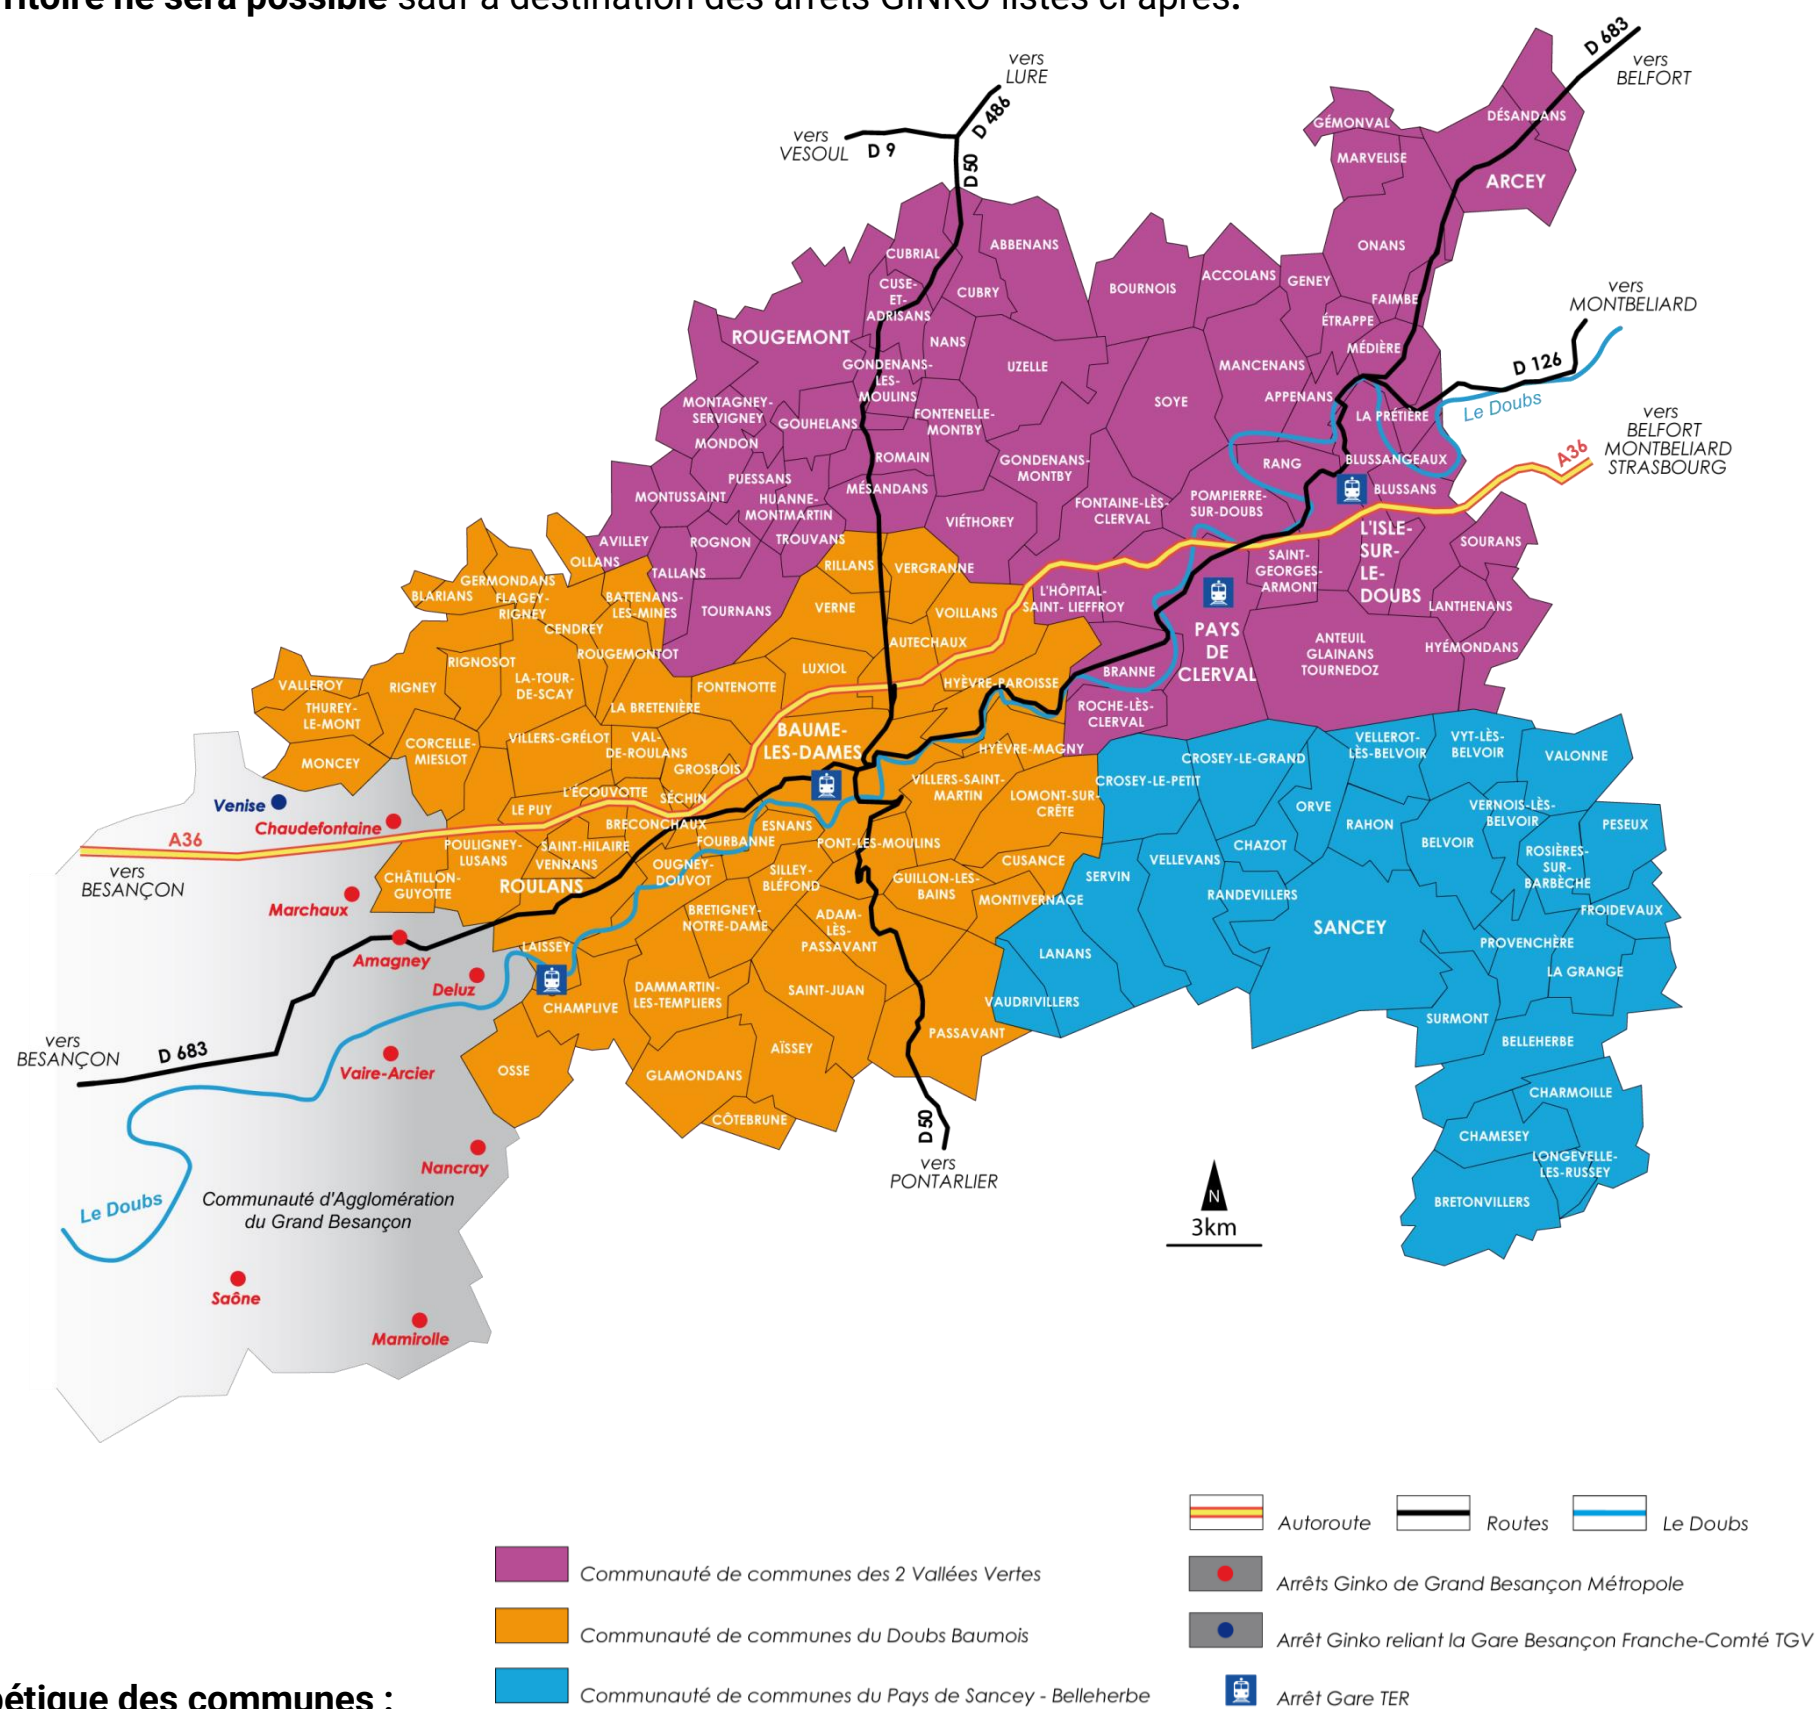 ritoire ne sera possible sauf à destination des arrêts GINKO listés ci-après.
D 683
vers
BELFORT
vers
LURE
D 486
vers
VESOUL
D 9
D 50
GÉMONVAL
DÉSANDANS
MARVELISE
ARCEY
ONANS
CUBRIAL
ABBENANS
CUSE-
ET-
ADRISANS
CUBRY
BOURNOIS
ACCOLANS
GENEY
FAIMBE
ÉTRAPPE
MÉDIÈRE
vers
MONTBELIARD
D 126
Le Doubs
ROUGEMONT
NANS
GONDENANS-
LES-
MOULINS
UZELLE
MANCENANS
APPENANS
SOYE
LA PRÉTIÈRE
vers
BELFORT
MONTBELIARD
STRASBOURG
A36
MONTAGNEY-
SERVIGNEY
GOUHELANS
FONTENELLE-
MONTBY
MONDON
ROMAIN
GONDENANS-
MONTBY
RANG
BLUSSANGEAUX
BLUSSANS
PUESSANS
MONTUSSAINT
HUANNE-
MONTMARTIN
MÉSANDANS
VIÉTHOREY
FONTAINE-LÈS-
CLERVAL
POMPIERRE-
SUR-DOUBS
AVILLEY
ROGNON
TROUVANS
L'ISLE-
SUR-
LE-
DOUBS
SOURANS
SAINT-
GEORGES-
ARMONT
OLLANS
TALLANS
RILLANS
VERGRANNE
L'HÔPITAL-
SAINT- LIEFFROY
LANTHENANS
GERMONDANS
BLARIANS
FLAGEY-
RIGNEY
BATTENANS-
LES-MINES
TOURNANS
VERNE
VOILLANS
PAYS
DE
CLERVAL
ANTEUIL
GLAINANS
TOURNEDOZ
HYÉMONDANS
CENDREY
AUTECHAUX
ROUGEMONTOT
RIGNOSOT
LUXIOL
BRANNE
VALLEROY
RIGNEY
LA-TOUR-
DE-SCAY
FONTENOTTE
HYÈVRE-PAROISSE
THUREY-
LE-MONT
LA BRETENIÈRE
ROCHE-LÈS-
CLERVAL
VILLERS-GRÉLOT
VAL-
DE-ROULANS
BAUME-
LES-DAMES
HYÈVRE-MAGNY
CORCELLE-
MIESLOT
MONCEY
GROSBOIS
VILLERS-SAINT-
MARTIN
LOMONT-SUR-
CRÊTE
CROSEY-LE-PETIT
CROSEY-LE-GRAND
VELLEROT-
LÈS-BELVOIR
VYT-LÈS-
BELVOIR
VALONNE
Venise
L'ÉCOUVOTTE
SÉCHIN
LE PUY
ORVE
VERNOIS-LÈS-
BELVOIR
PESEUX
Chaudefontaine
A36
BRECONCHAUX
ESNANS
RAHON
vers
BESANÇON
POULIGNEY-
LUSANS
SAINT-HILAIRE
VENNANS
FOURBANNE
PONT-LES-MOULINS
CHAZOT
BELVOIR
ROSIÈRES-
SUR-
BARBÈCHE
CHÂTILLON-
GUYOTTE
ROULANS
OUGNEY-
DOUVOT
SILLEY-
BLÉFOND
GUILLON-LES-
BAINS
CUSANCE
SERVIN
VELLEVANS
RANDEVILLERS
Marchaux
BRETIGNEY-
NOTRE-DAME
ADAM-
LÈS-
PASSAVANT
MONTIVERNAGE
SANCEY
FROIDEVAUX
Amagney
LAISSEY
LANANS
PROVENCHÈRE
Deluz
CHAMPLIVE
DAMMARTIN-
LES-TEMPLIERS
SAINT-JUAN
VAUDRIVILLERS
LA GRANGE
vers
BESANÇON
D 683
PASSAVANT
SURMONT
BELLEHERBE
Vaire-Arcier
OSSE
AÏSSEY
GLAMONDANS
CHARMOILLE
CÔTEBRUNE
D 50
CHAMESEY
Nancray
vers
PONTARLIER
LONGEVELLE-
LES-RUSSEY
BRETONVILLERS
Le Doubs
Communauté d'Agglomération
du Grand Besançon
N
3km
Saône
Mamirolle
Autoroute
Routes
Le Doubs
Communauté de communes des 2 Vallées Vertes
Arrêts Ginko de Grand Besançon Métropole
Communauté de communes du Doubs Baumois
Arrêt Ginko reliant la Gare Besançon Franche-Comté TGV
Communauté de communes du Pays de Sancey - Belleherbe
Arrêt Gare TER
bétique des communes :